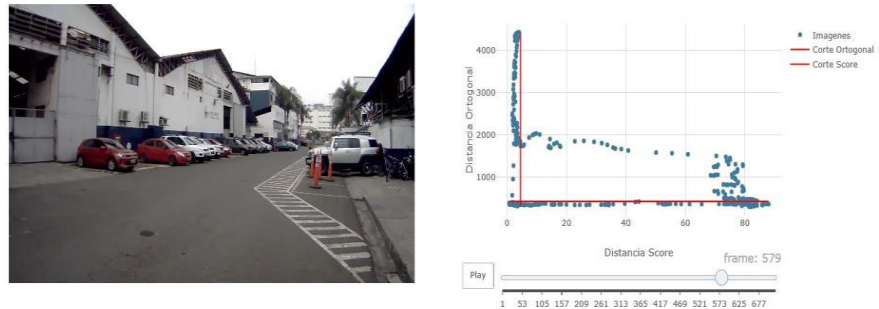 Imagenes
Corte Ortogonal
Corte Score
Distancia Ortogonal
4000
3000
2000
1000
0 20 40 60 80
Distancia Score
frame: 579
Play
1 53 105 157 209 261 313 365 417 469 521 573 625 677